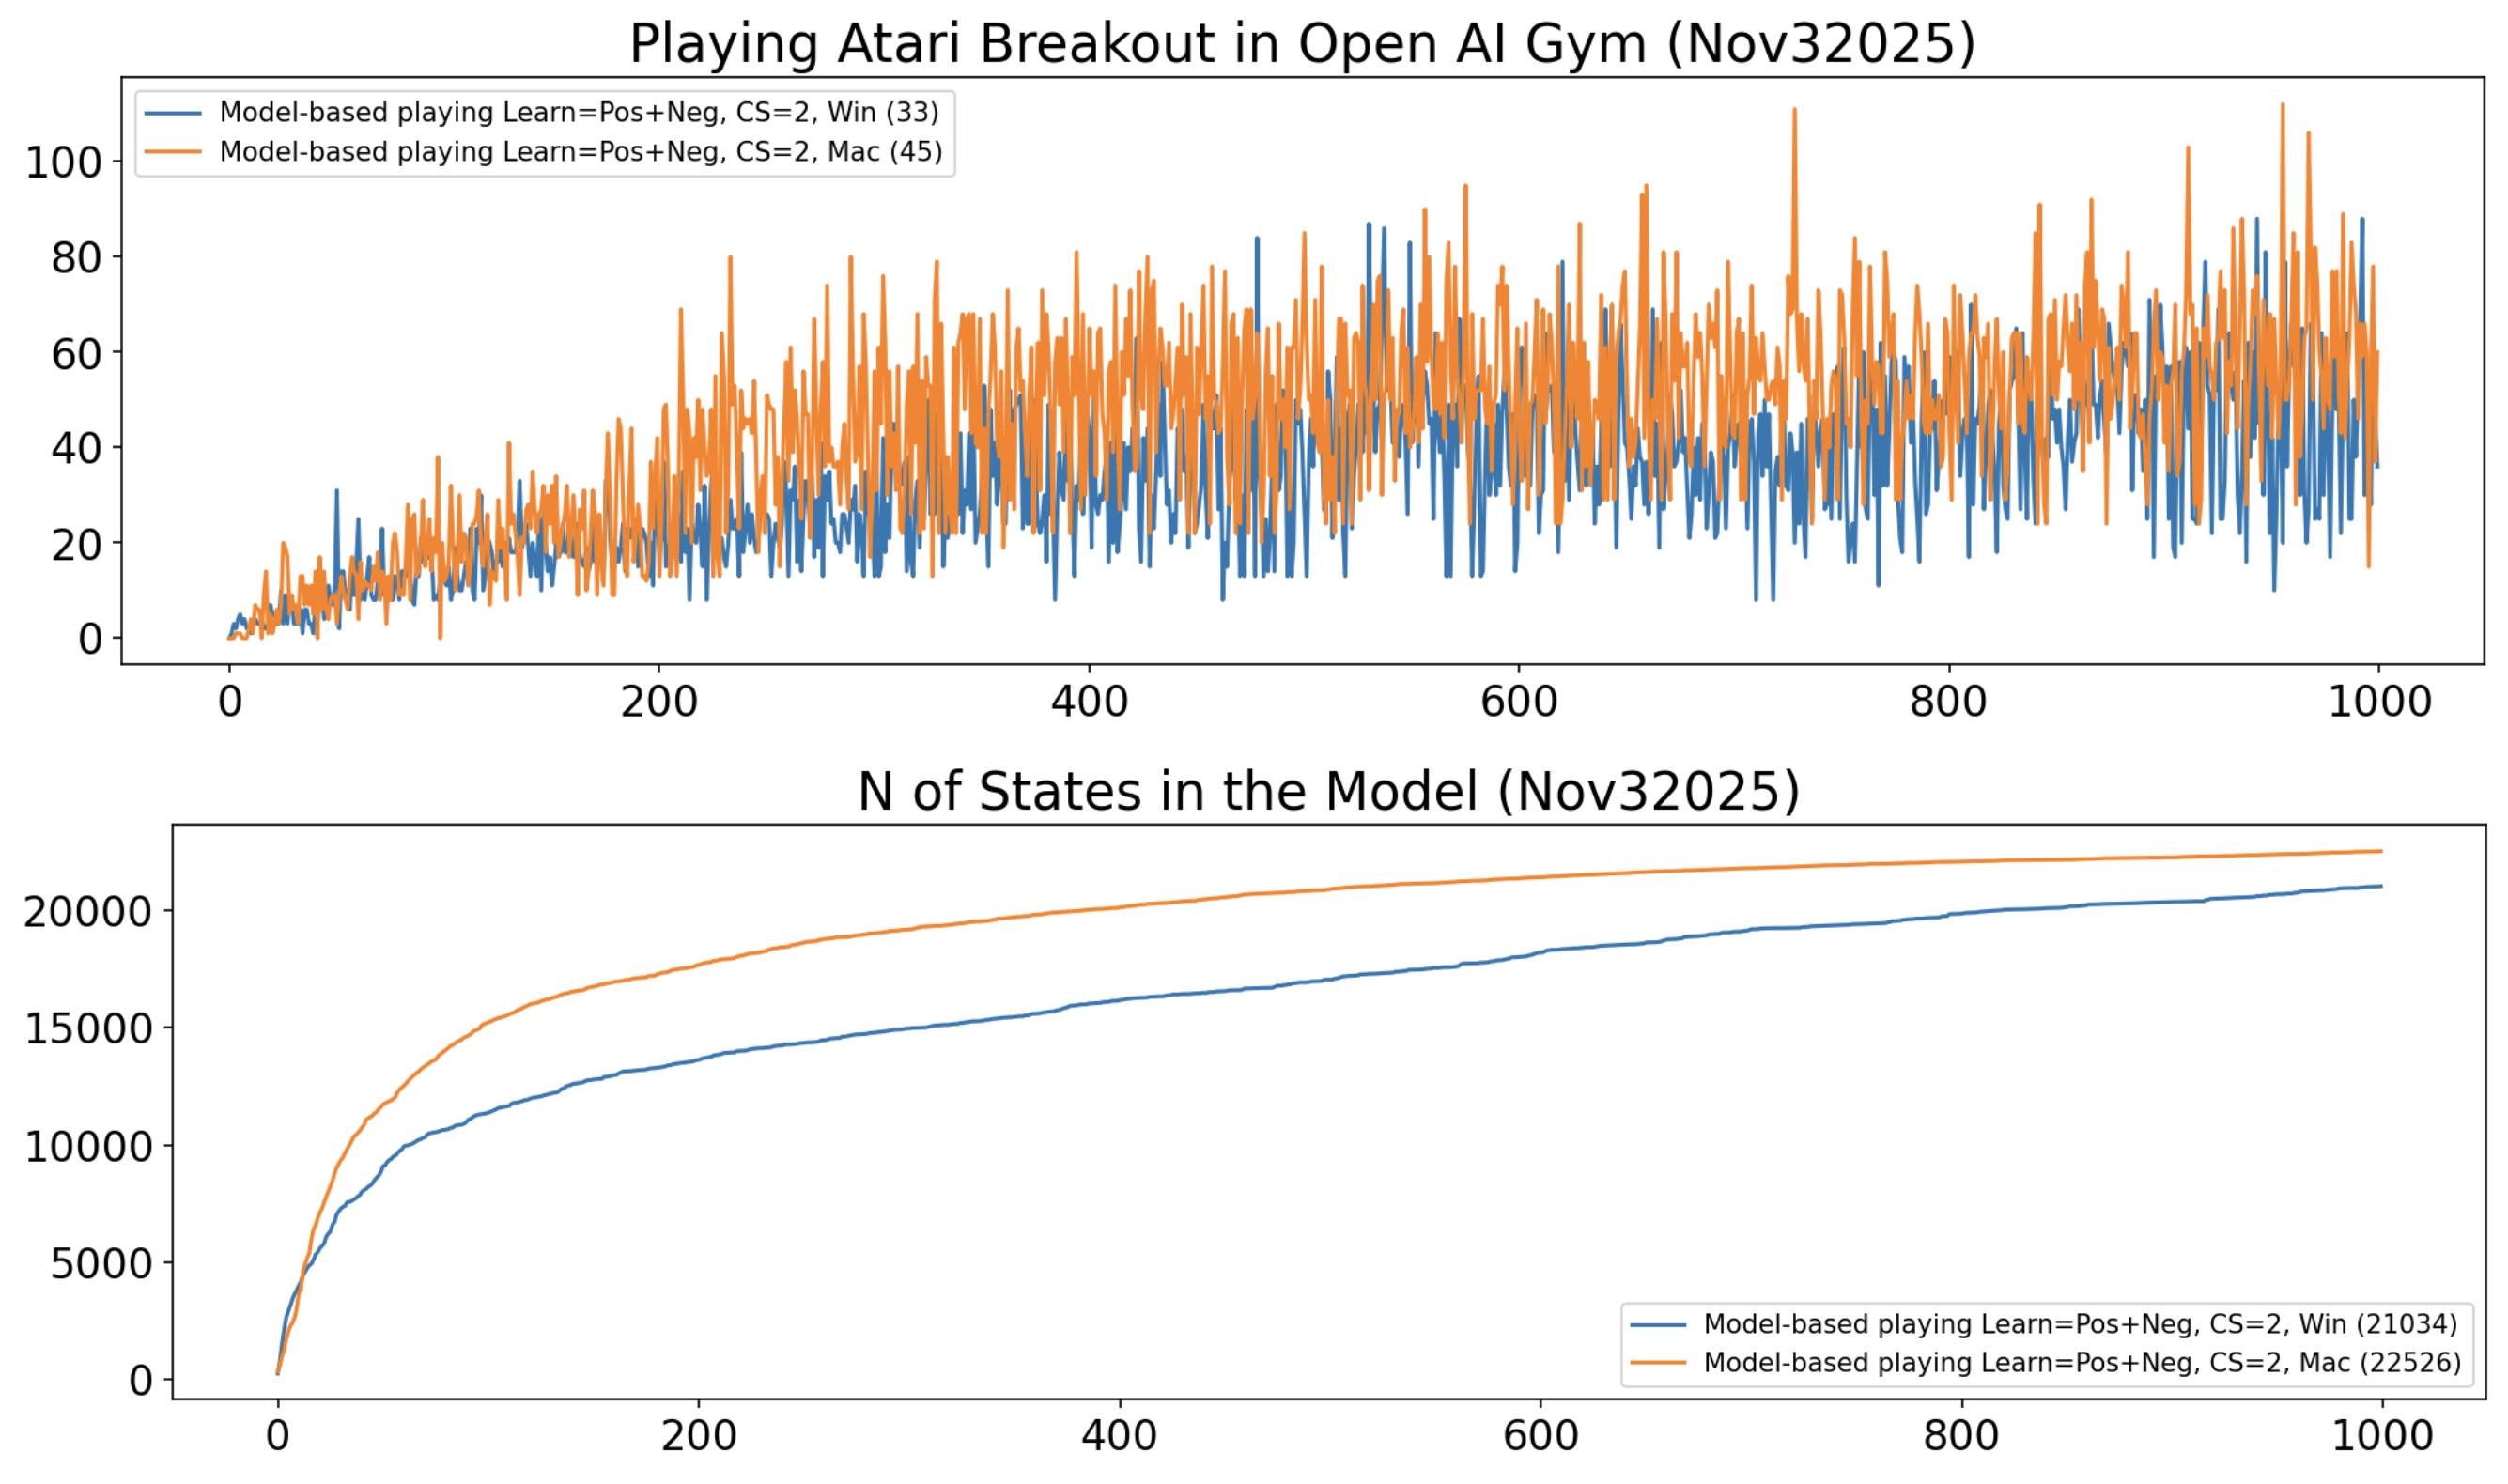 Playing Atari Breakout in Open AI Gym (Nov32025)
Model-based playing Learn=Pos+Neg, CS=2, Win (33)
Model-based playing Learn=Pos+Neg, CS=2, Mac (45)
100
80
60
40
20
0
0 200 400 600 800 1000
N of States in the Model (Nov32025)
20000
15000
10000
5000
0
Model-based playing Learn=Pos+Neg, CS=2, Win (21034)
Model-based playing Learn=Pos+Neg, CS=2, Mac (22526)
0 200 400 600 800 1000